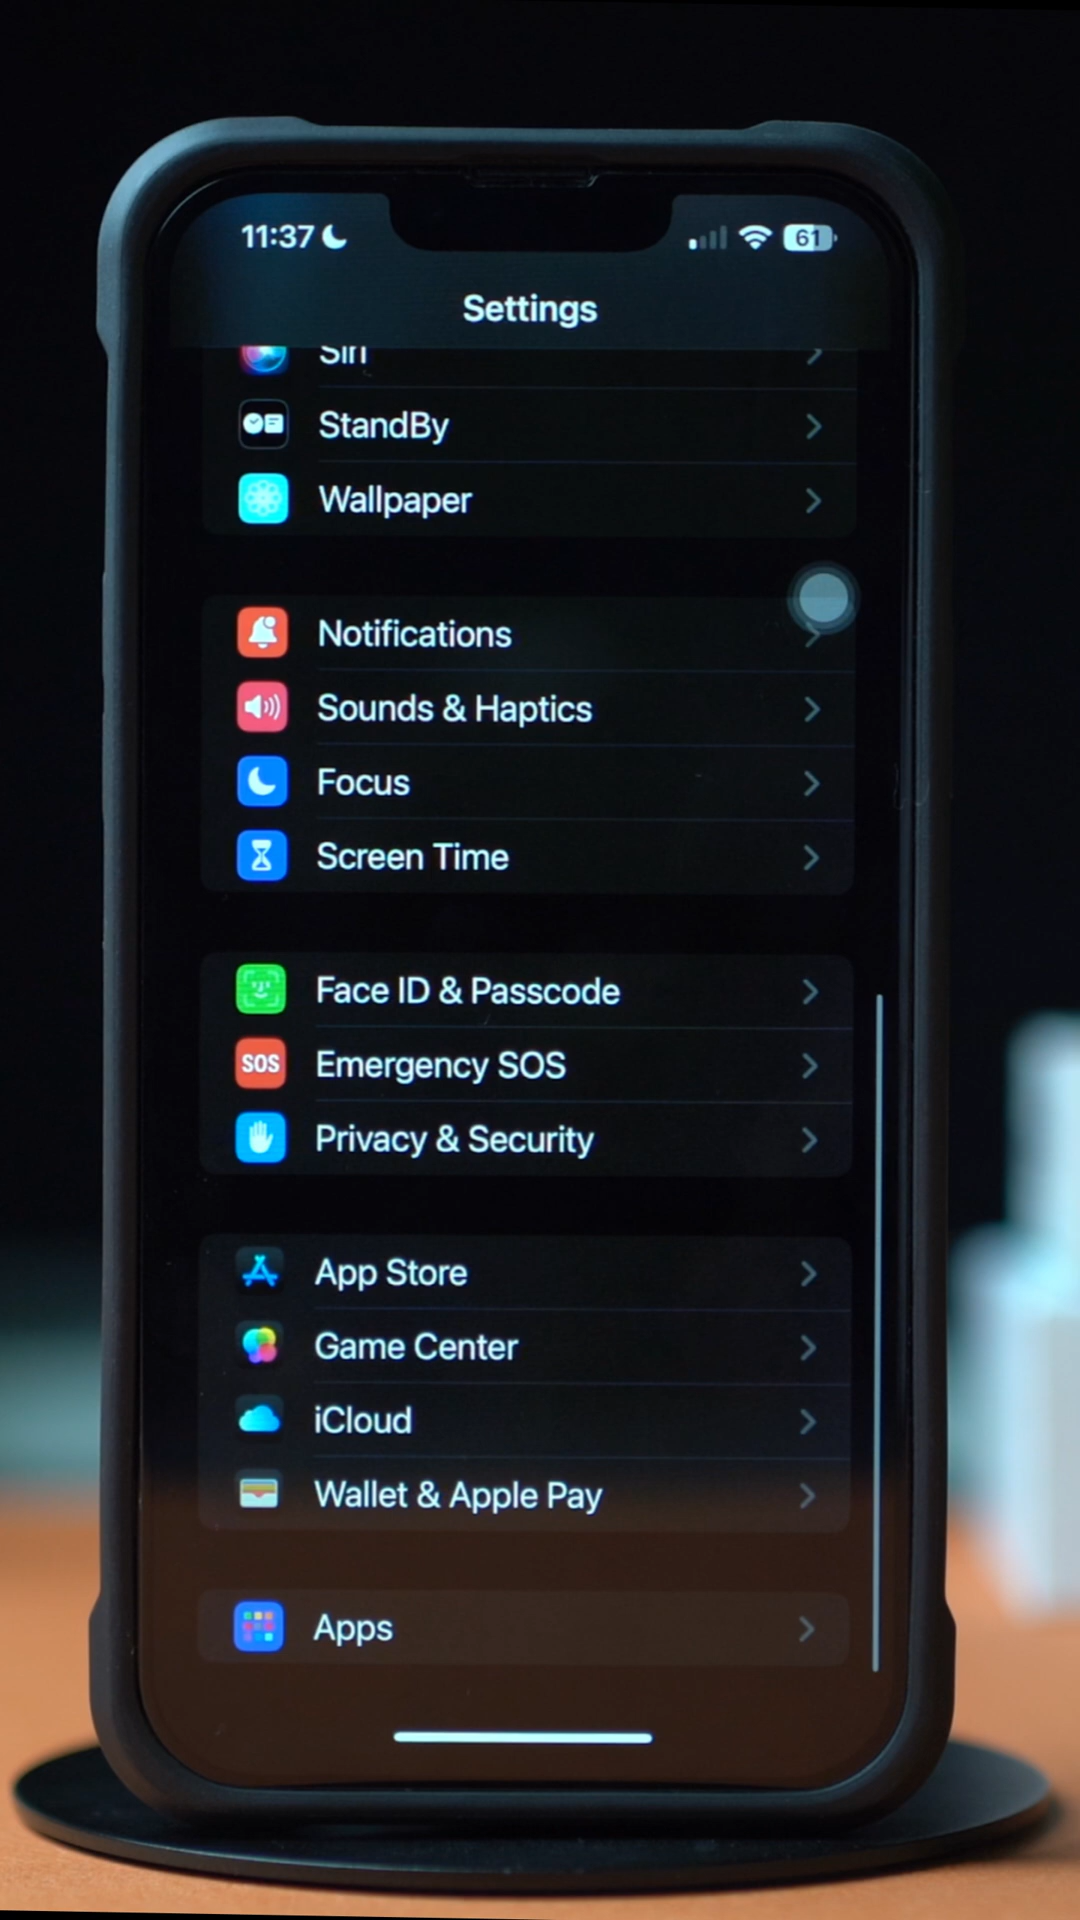 11:37
61
Settings
Siri
StandBy
Wallpaper
Notifications
Sounds & Haptics
Focus
Screen Time
Face ID & Passcode
SOS
Emergency SOS
Privacy & Security
App Store
Game Center
iCloud
Wallet & Apple Pay
Apps